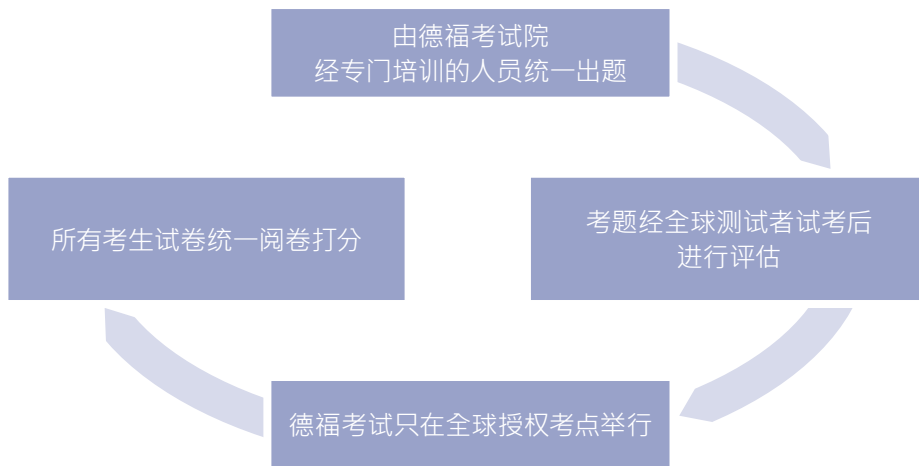 由德福考试院
经专门培训的人员统一出题
考题经全球测试者试考后
进行评估
德福考试只在全球授权考点举行
所有考生试卷统一阅卷打分